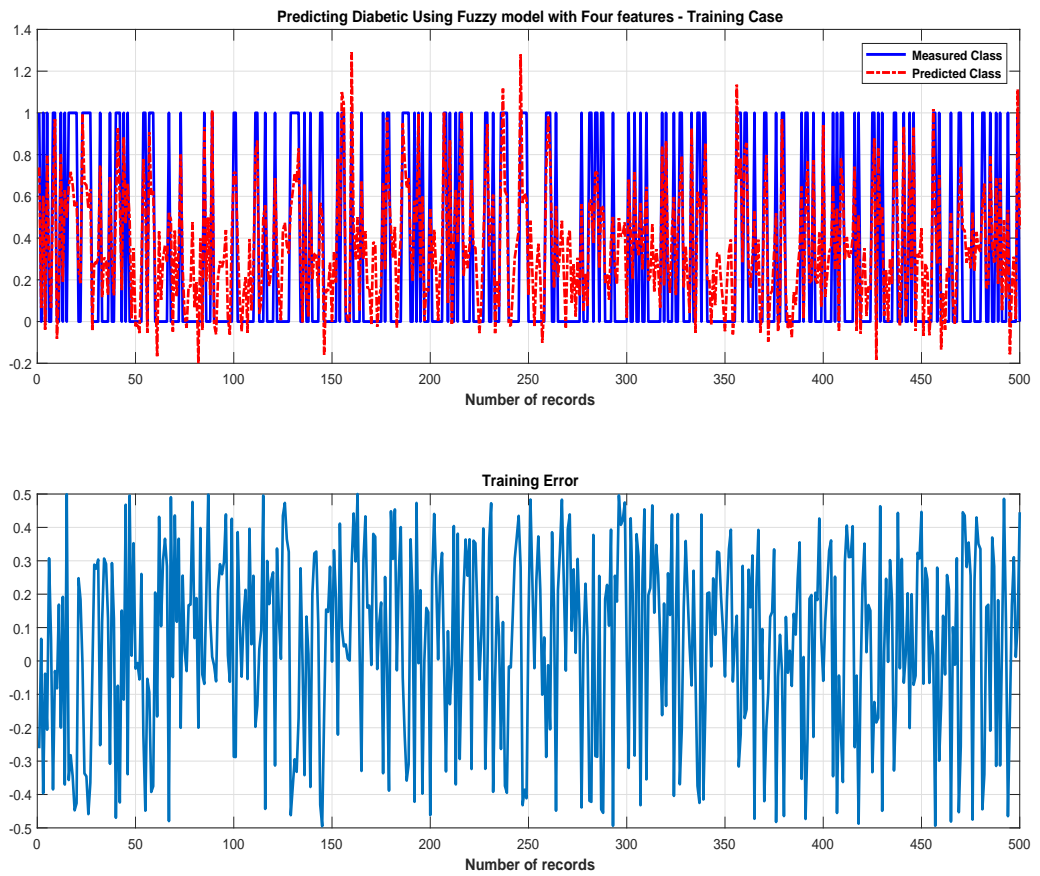 Predicting Diabetic Using Fuzzy model with Four features - Training Case
1.4
1.2
1
0.8
0.6
0.4
0.2
0
-0.2
Measured Class
Predicted Class
0 50 100 150 200 250 300 350 400 450 500
Number of records
Training Error
0.5
0.4
0.3
0.2
0.1
0
-0.1
-0.2
-0.3
-0.4
-0.5
0 50 100 150 200 250 300 350 400 450 500
Number of records